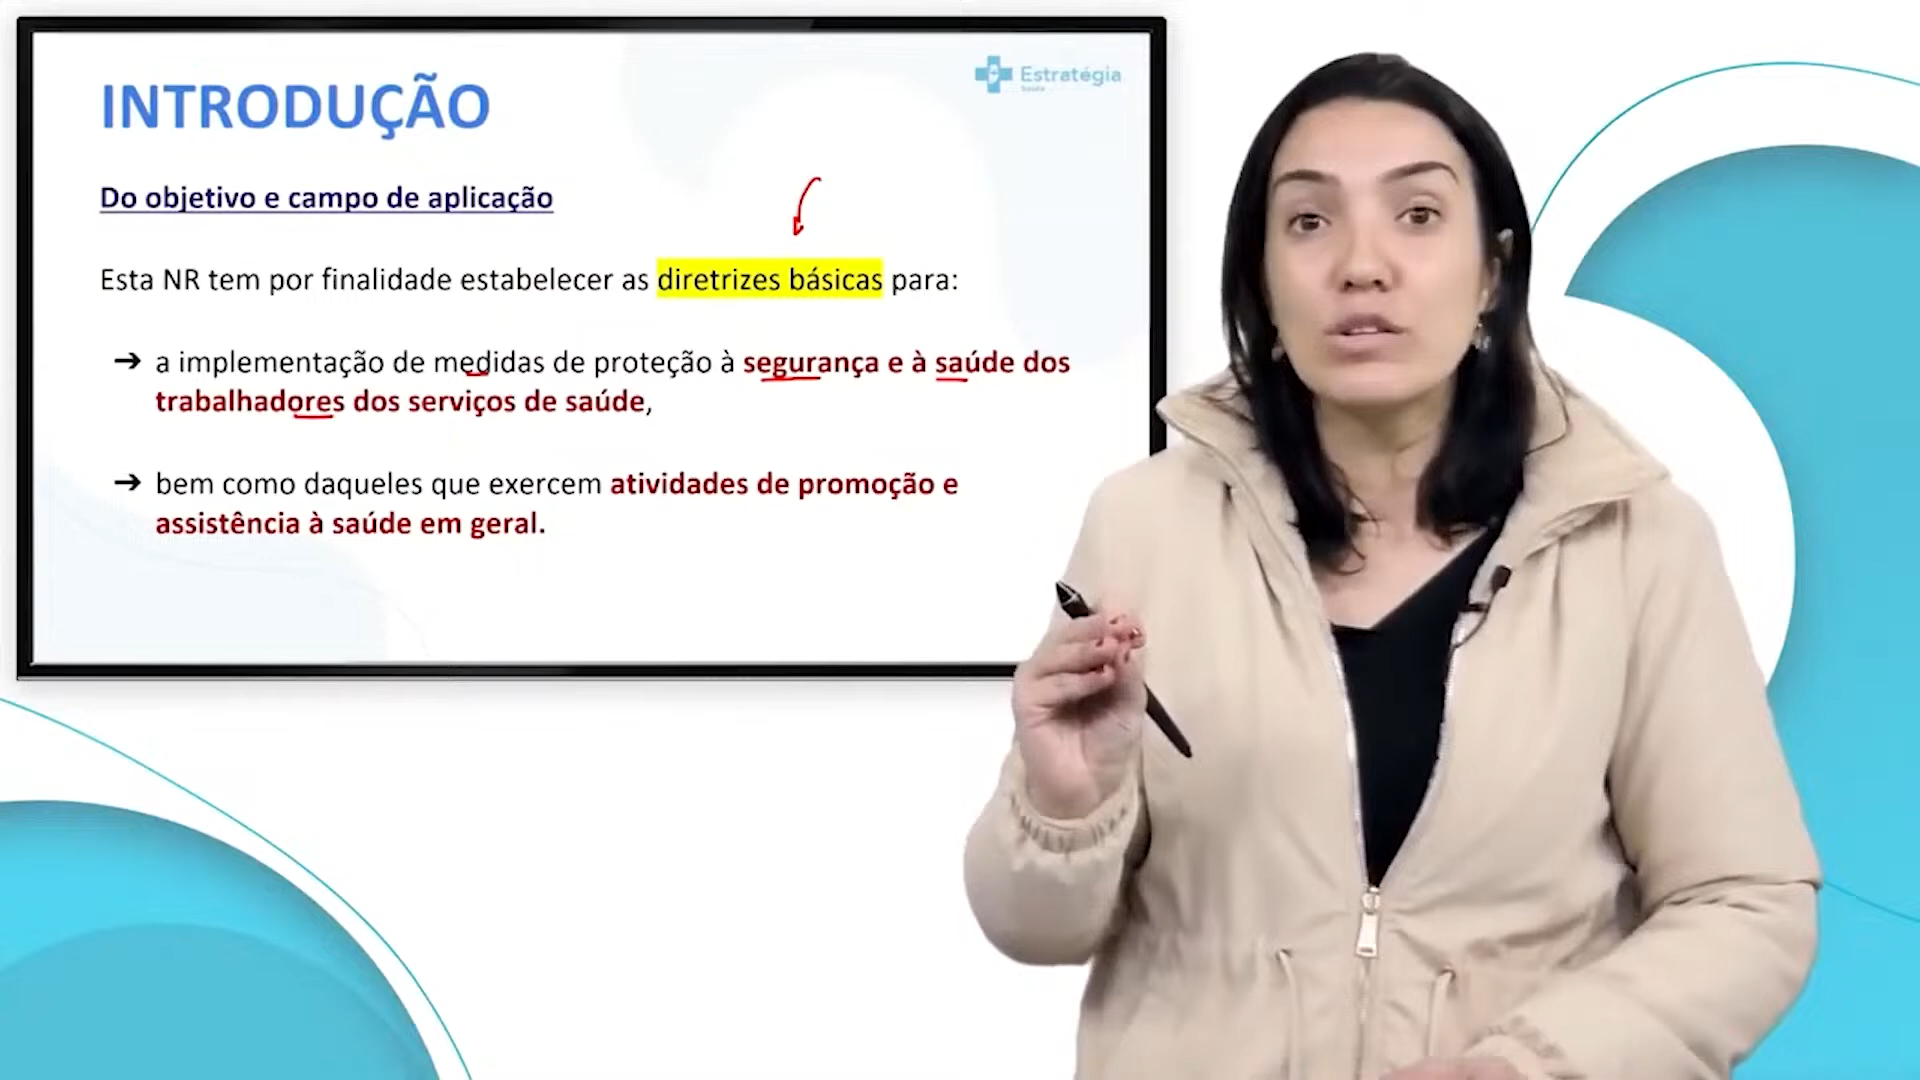 INTRODUÇÃO
Estratégia
Saúde
Do objetivo e campo de aplicação
Esta NR tem por finalidade estabelecer as diretrizes básicas para:
➔ a implementação de medidas de proteção à segurança e à saúde dos
trabalhadores dos serviços de saúde,
➔ bem como daqueles que exercem atividades de promoção e
assistência à saúde em geral.